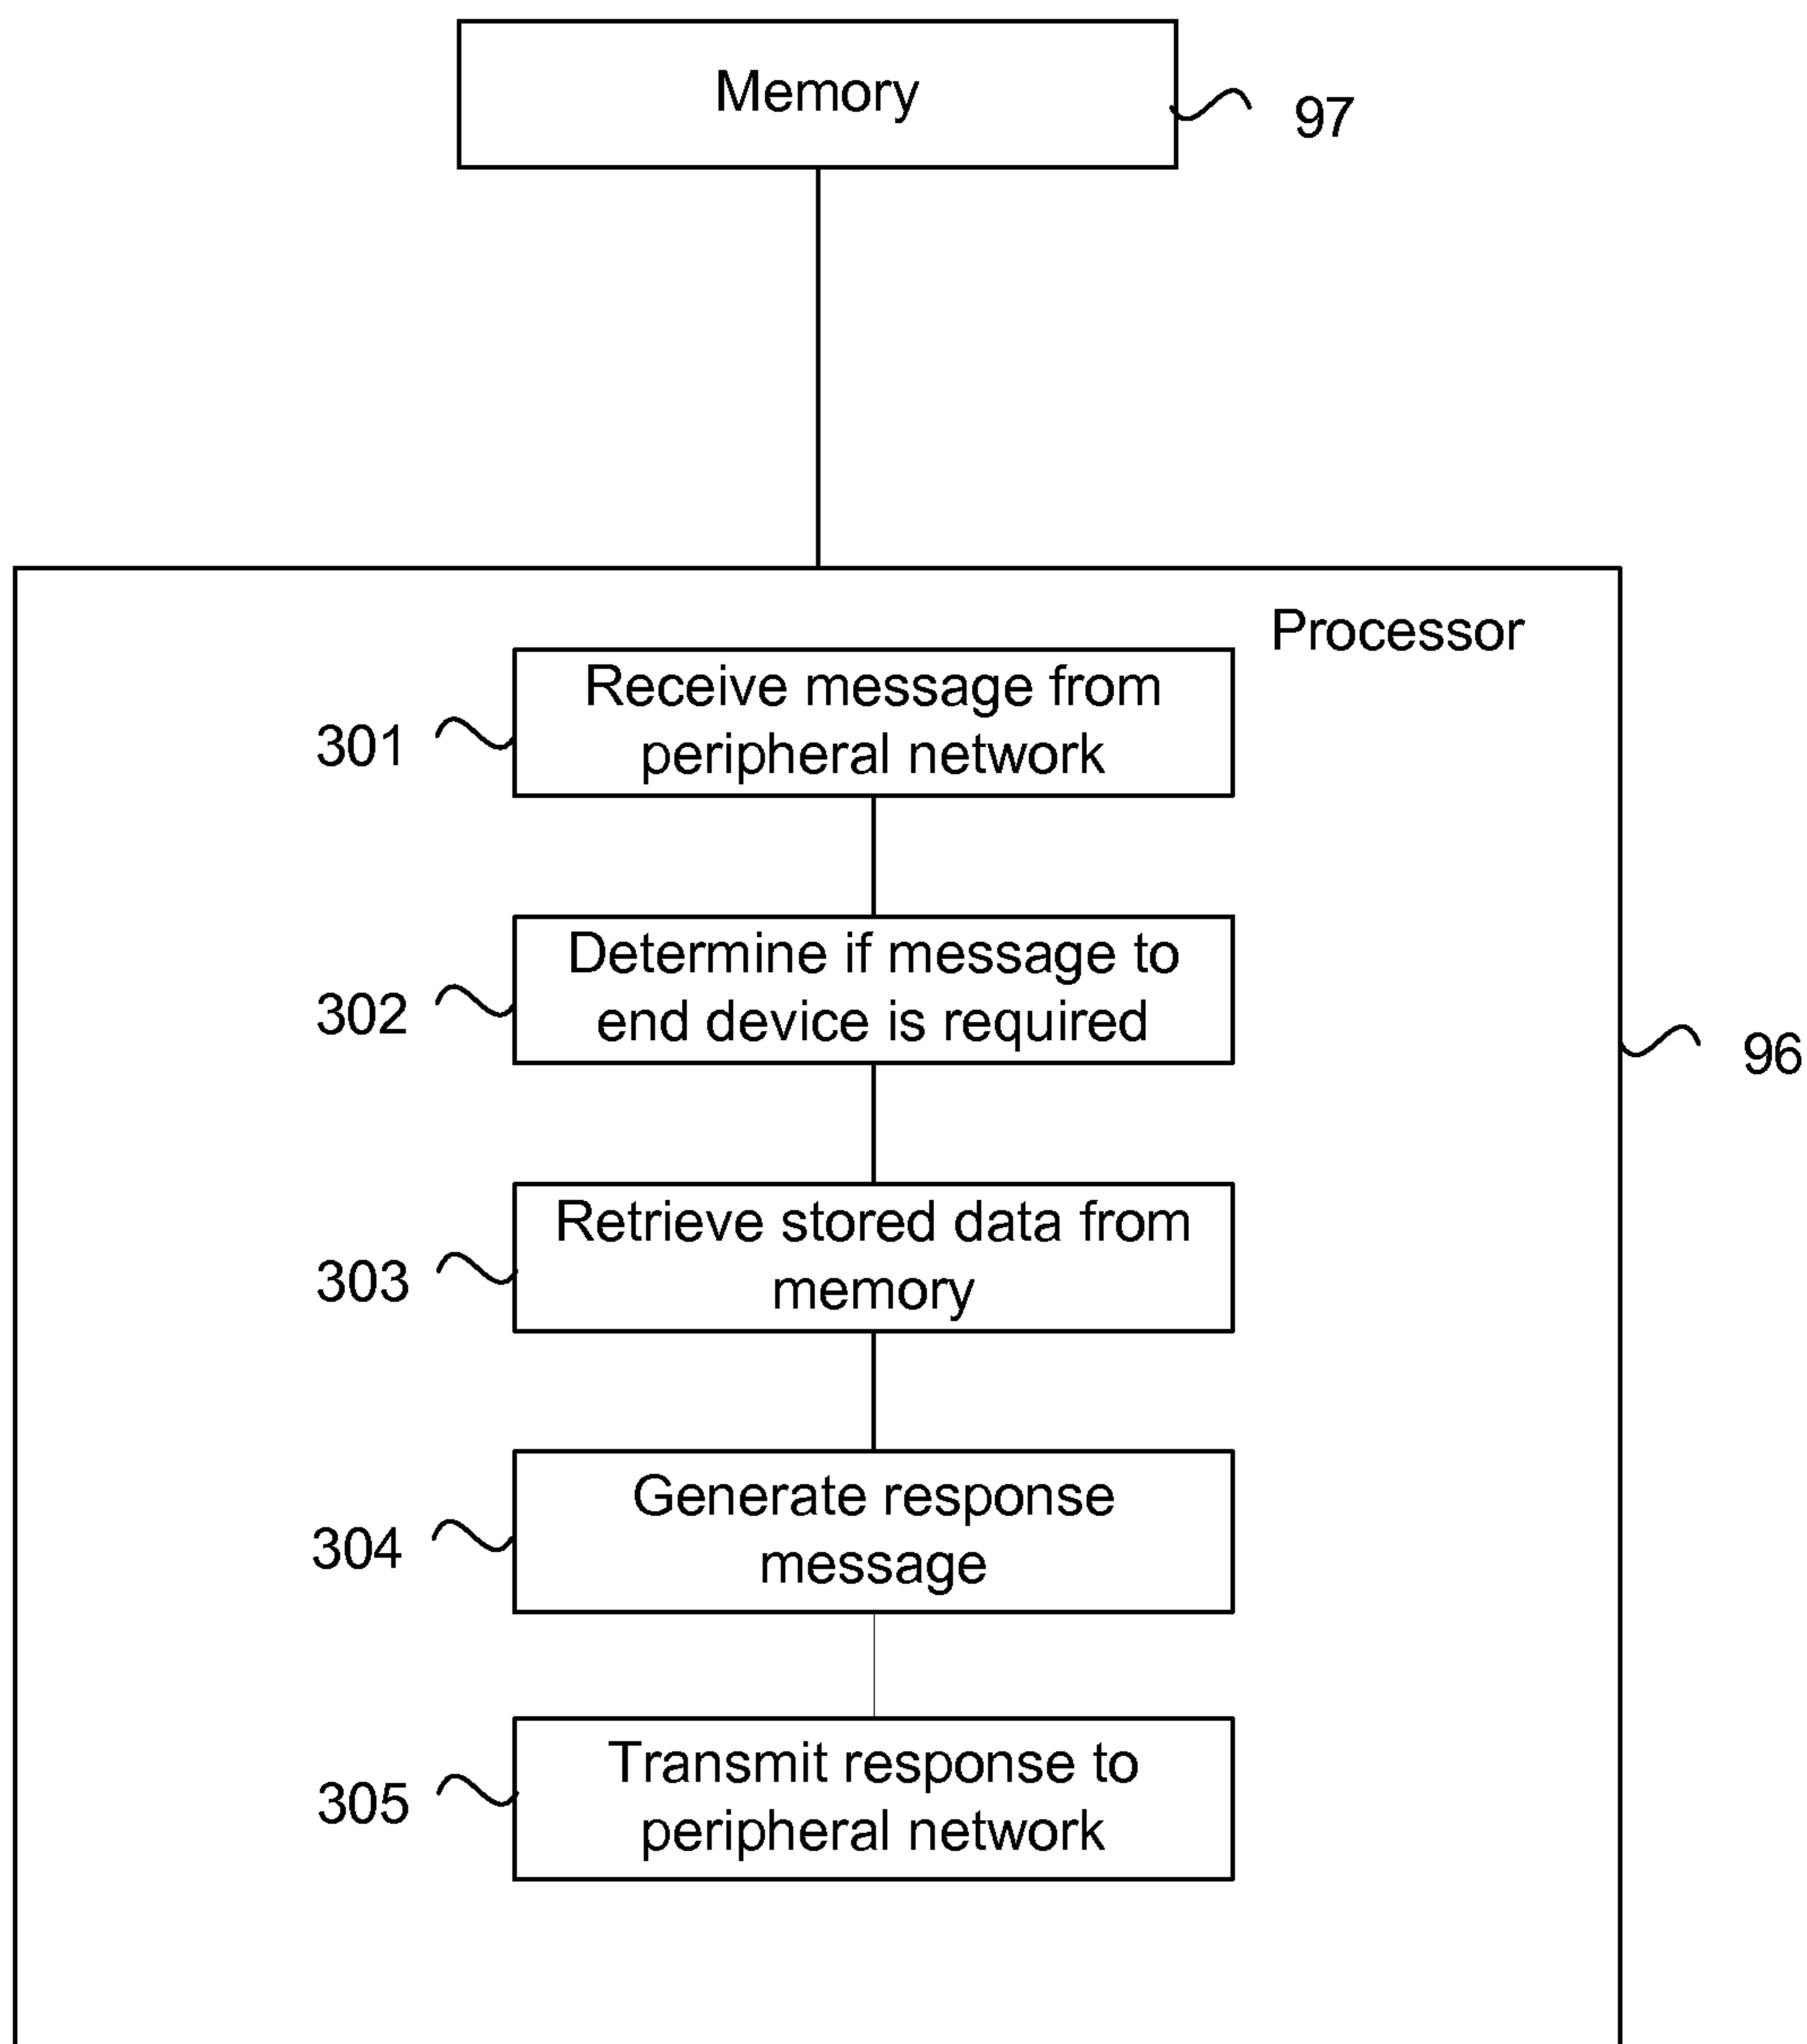 Memory
97
Processor
Receive message from
peripheral network
301
Determine if message to
end device is required
302
96
Retrieve stored data from
memory
303
Generate response
message
304
Transmit response to
peripheral network
305